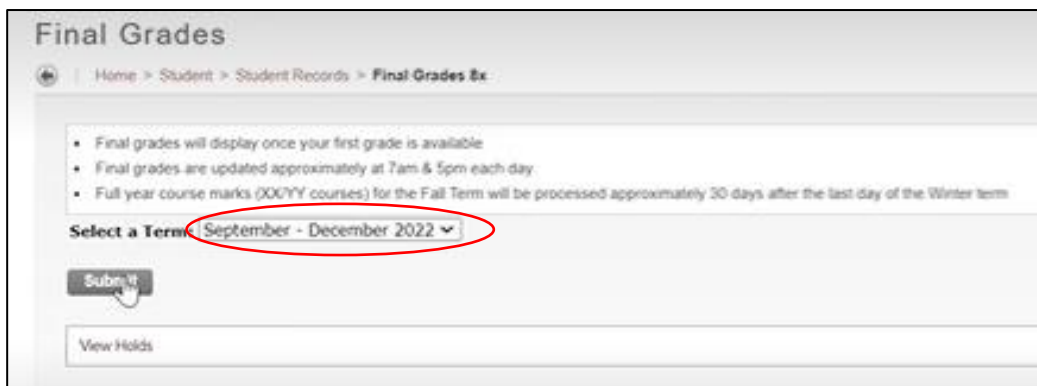 Final Grades
Home > Student > Student Records > Final Grades 8x
• Final grades will display once your first grade is available
• Final grades are updated approximately at 7am & 5pm each day
• Full year course marks (XX/YY courses) for the Fall Term will be processed approximately 30 days after the last day of the Winter term
Select a Term: September - December 2022
Submit
View Holds